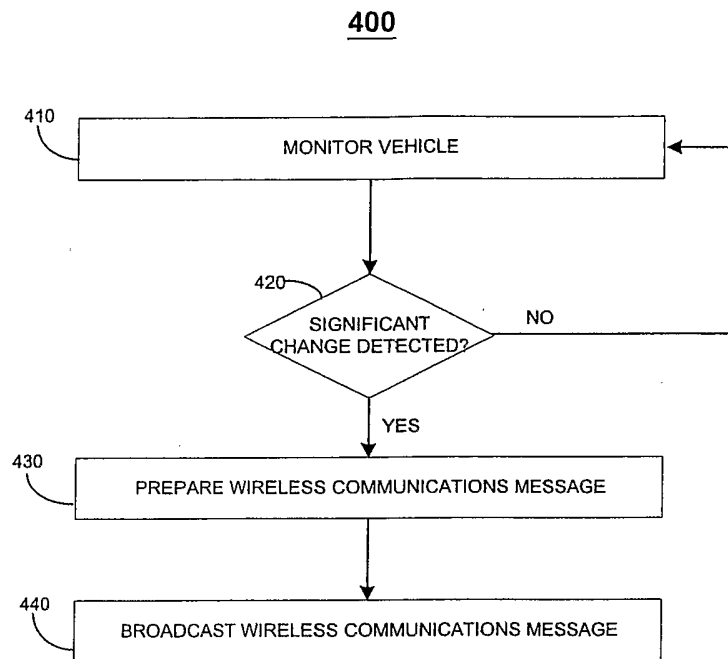 400
410
MONITOR VEHICLE
420
SIGNIFICANT
CHANGE DETECTED?
NO
YES
430
PREPARE WIRELESS COMMUNICATIONS MESSAGE
440
BROADCAST WIRELESS COMMUNICATIONS MESSAGE